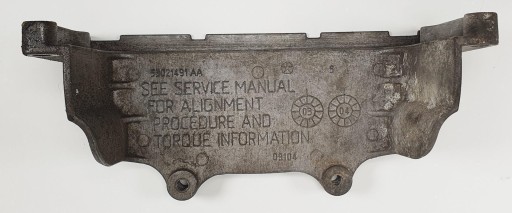 53021491AA
SEE SERVICE MANUAL
FOR ALIGNMENT
PROCEDURE AND
TORQUE INFORMATION
09104